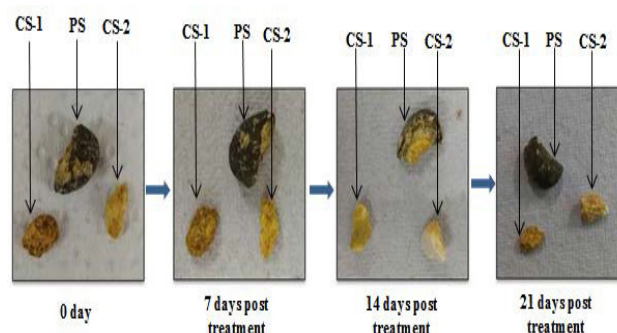 CS-1 PS CS-2
CS-1 PS CS-2
CS-1 PS CS-2
CS-1 PS CS-2
0 day
7 days post
treatment
14 days post
treatment
21 days post
treatment